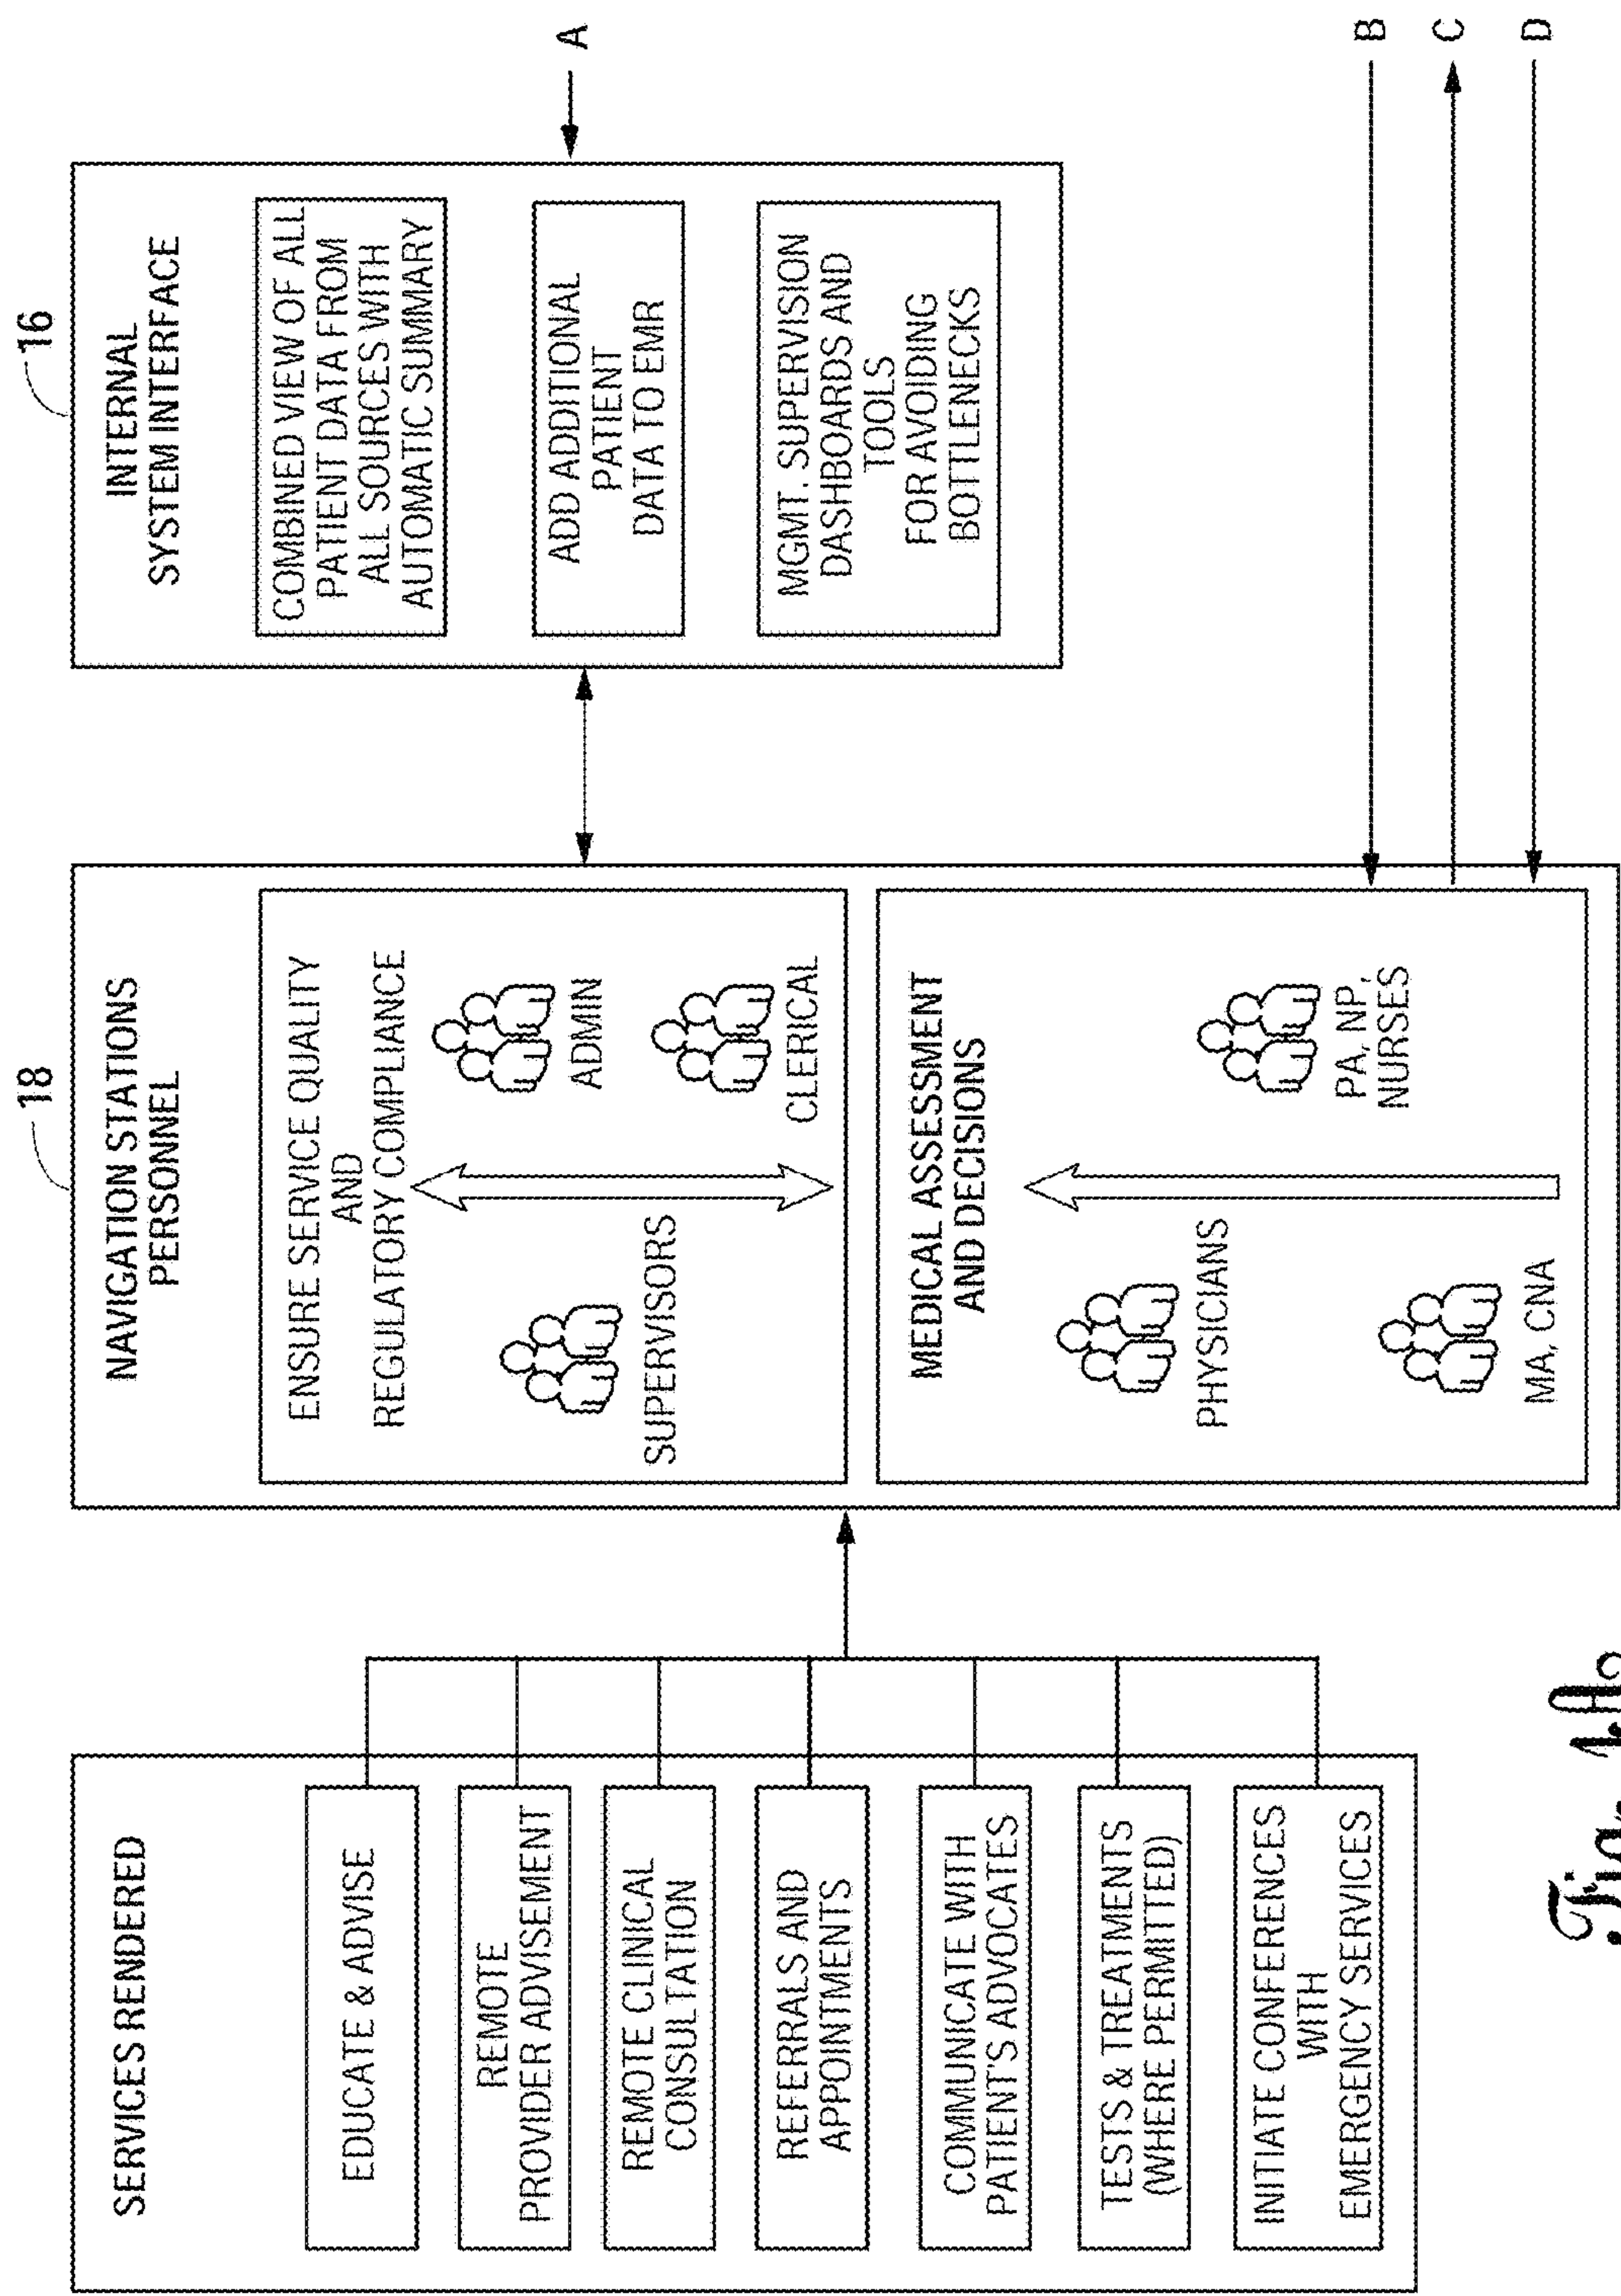 SERVICES RENDERED
EDUCATE & ADVISE
REMOTE
PROVIDER ADVISEMENT
REMOTE CLINICAL
CONSULTATION
REFERRALS AND
APPOINTMENTS
COMMUNICATE WITH
PATIENT'S ADVOCATES
TESTS & TREATMENTS
(WHERE PERMITTED)
INITIATE CONFERENCES
WITH
EMERGENCY SERVICES
18
NAVIGATION STATIONS
PERSONNEL
ENSURE SERVICE QUALITY
AND
REGULATORY COMPLIANCE
SUPERVISORS
ADMIN
CLERICAL
MEDICAL ASSESSMENT
AND DECISIONS
PHYSICIANS
PA, NP,
NURSES
MA, CNA
16
INTERNAL
SYSTEM INTERFACE
COMBINED VIEW OF ALL
PATIENT DATA FROM
ALL SOURCES WITH
AUTOMATIC SUMMARY
ADD ADDITIONAL
PATIENT
DATA TO EMR
MGMT. SUPERVISION
DASHBOARDS AND
TOOLS
FOR AVOIDING
BOTTLENECKS
A
B
C
D
Fig.